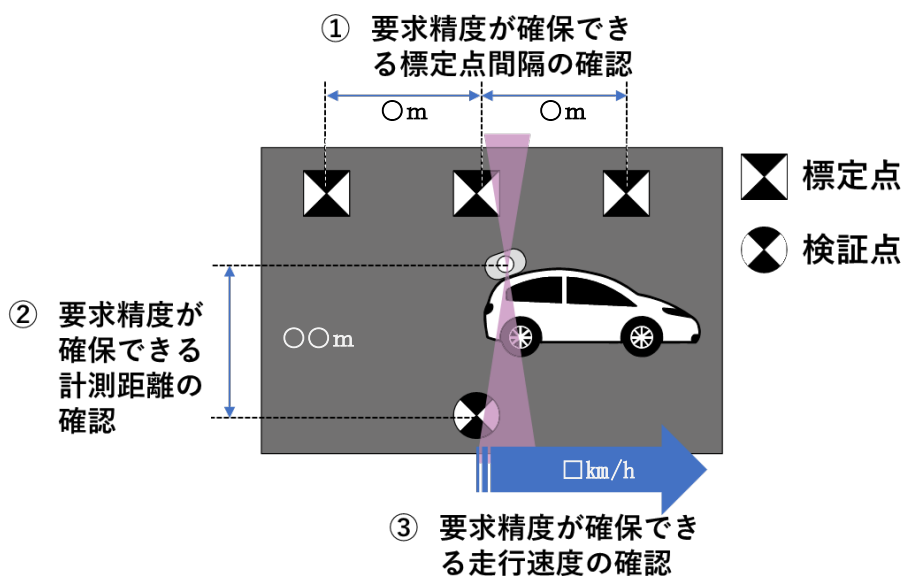 ① 要求精度が確保でき
る標定点間隔の確認
〇m
〇m
標定点
検証点
② 要求精度が
確保できる
計測距離の
確認
〇〇m
□km/h
③ 要求精度が確保でき
る走行速度の確認